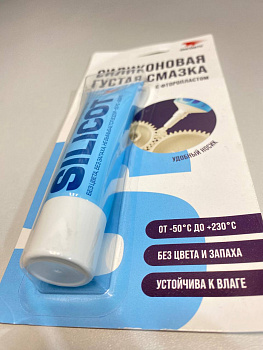 СИЛИКОНОВАЯ
ГУСТАЯ СМАЗКА
С ФТОРОПЛАСТОМ
SILICOT
УДОБНЫЙ НОСИК
ОТ -50°C ДО +230°C
БЕЗ ЦВЕТА И ЗАПАХА
УСТОЙЧИВА К ВЛАГЕ